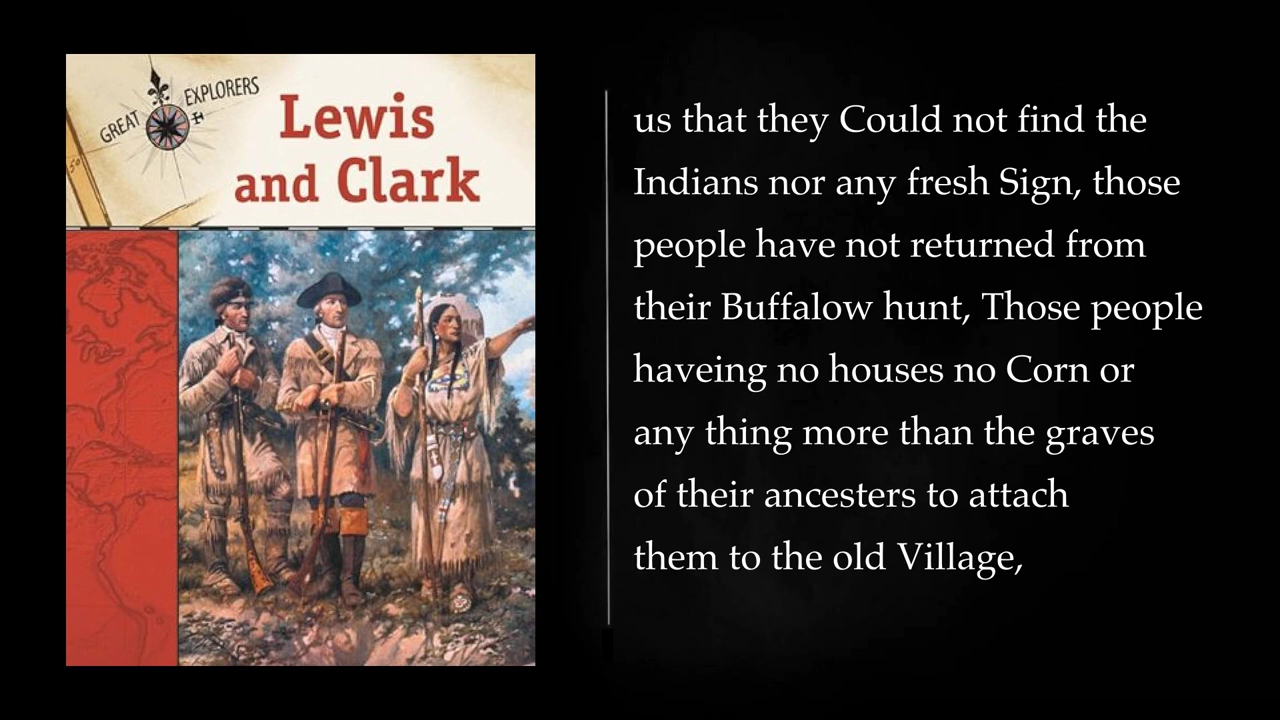 GREAT EXPLORERS
Lewis
and Clark
50
us that they Could not find the
Indians nor any fresh Sign, those
people have not returned from
their Buffalow hunt, Those people
haveing no houses no Corn or
any thing more than the graves
of their ancesters to attach
them to the old Village,